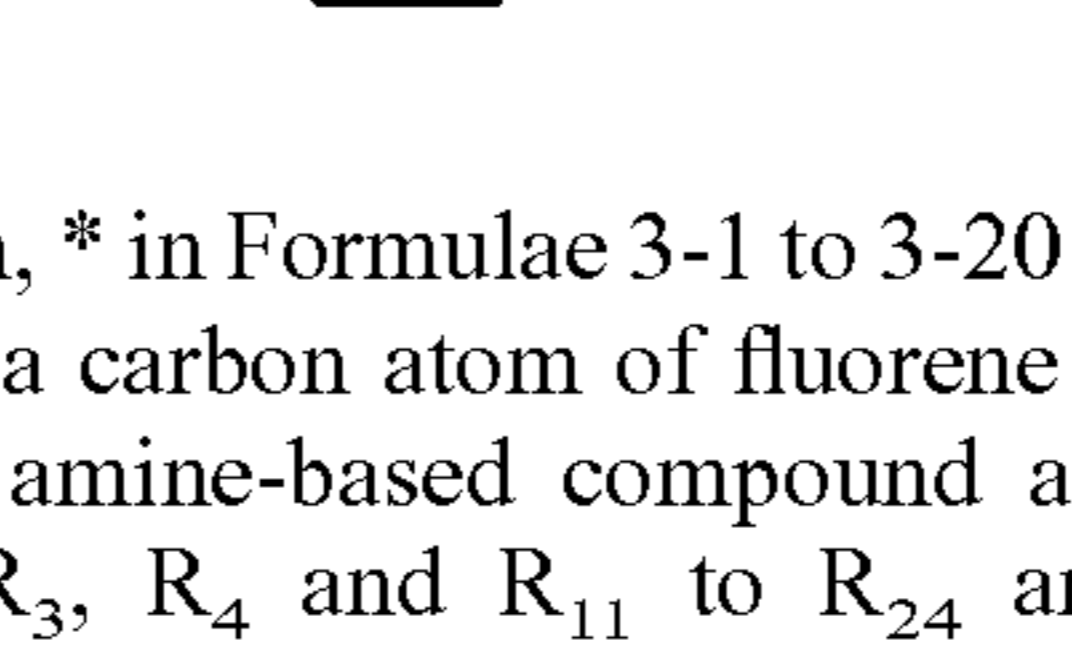 , * in Formulae 3-1 to 3-20
a carbon atom of fluorene
amine-based compound a
R₃, R₄ and R₁₁ to R₂₄